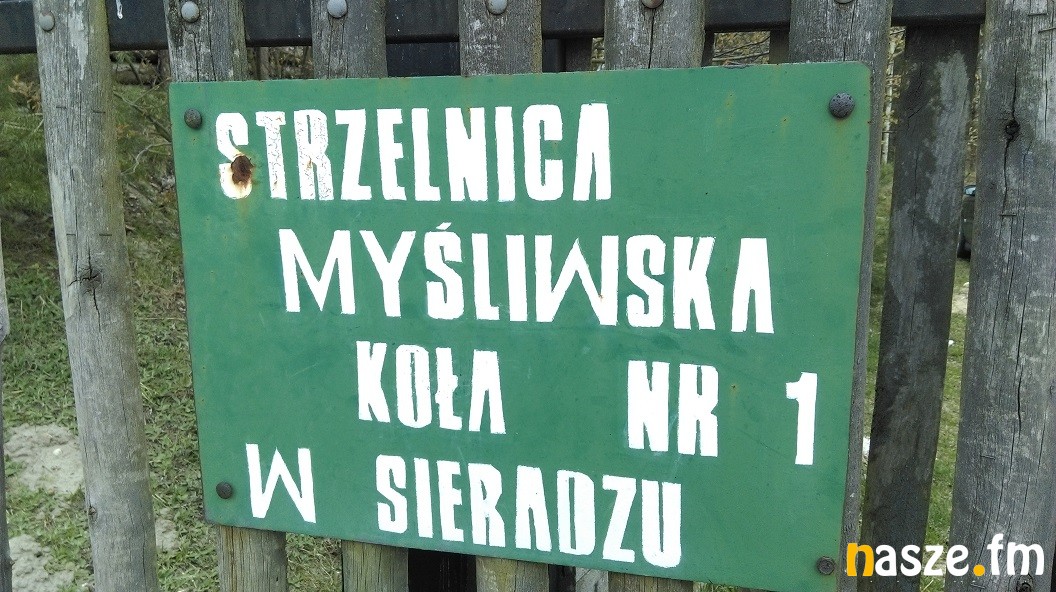 STRZELNICA
MYŚLIWSKA
KOŁA NR 1
W SIERADZU
nasze.fm